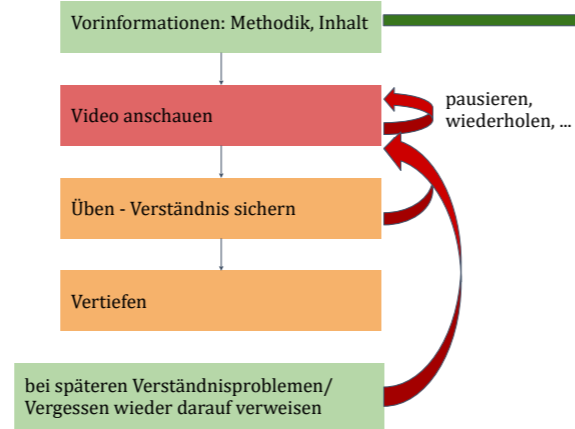 Vorinformationen: Methodik, Inhalt
Video anschauen
pausieren,
wiederholen, ...
Üben - Verständnis sichern
Vertiefen
bei späteren Verständnisproblemen/
Vergessen wieder darauf verweisen